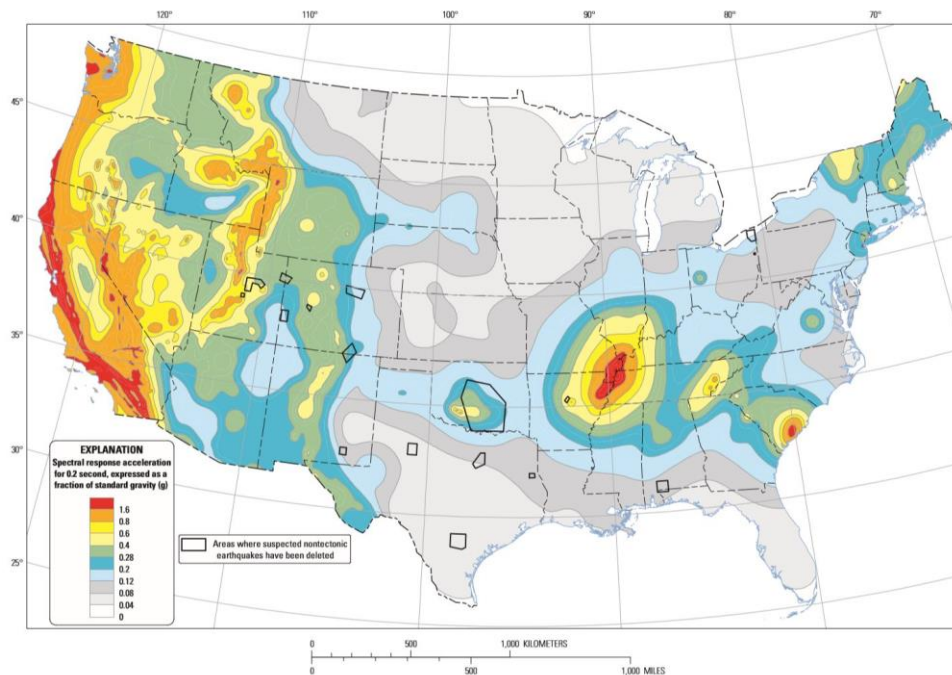 120°
110°
100°
90°
80°
70°
45°
40°
35°
30°
25°
EXPLANATION
Spectral response acceleration
for 0.2 second, expressed as a
fraction of standard gravity (g)
1.6
0.8
0.6
0.4
0.28
0.2
0.12
0.08
0.04
0
Areas where suspected nontectonic
earthquakes have been deleted
0 500 1,000 KILOMETERS
0 500 1,000 MILES